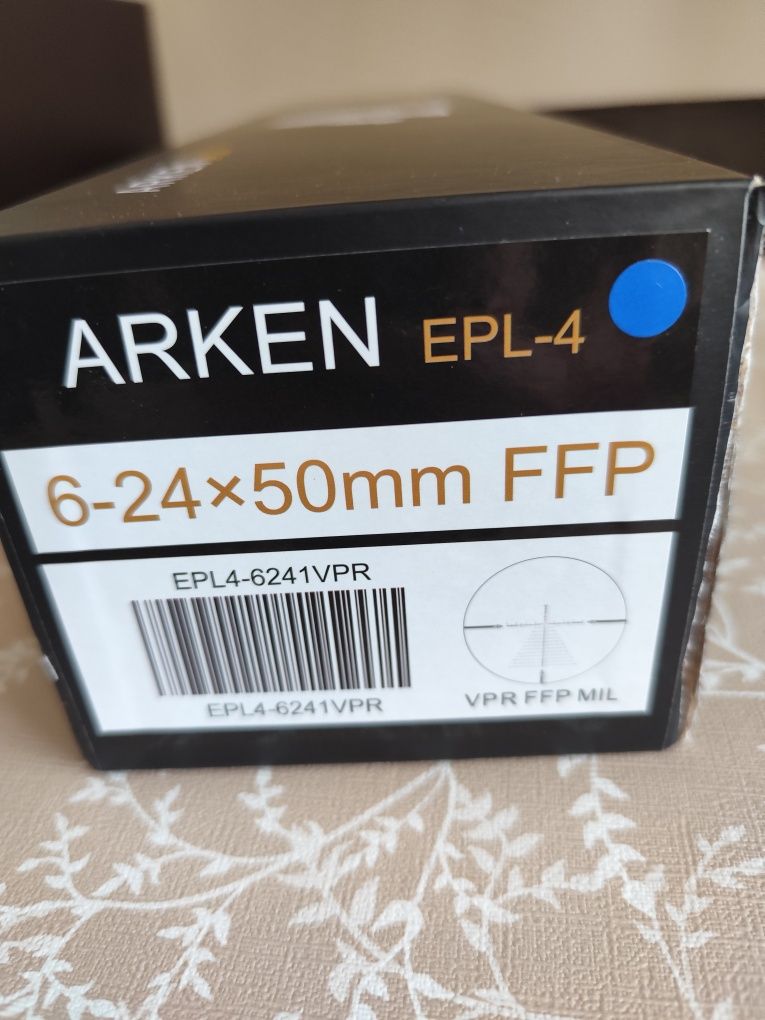 ARKEN EPL-4
6-24×50mm FFP
EPL4-6241VPR
EPL4-6241VPR
VPR FFP MIL